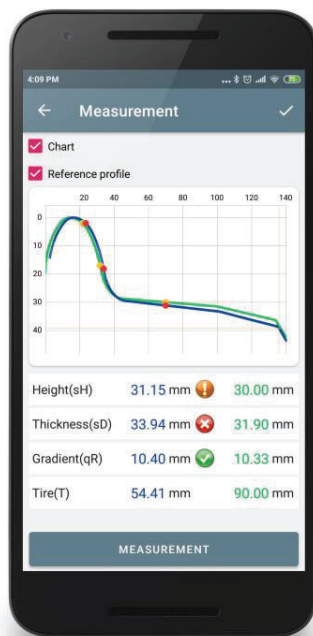 4:09 PM
Measurement
Chart
Reference profile
20 40 60 80 100 120 140
0
10
20
30
40
Height(sH) 31.15 mm 30.00 mm
Thickness(sD) 33.94 mm 31.90 mm
Gradient(qR) 10.40 mm 10.33 mm
Tire(T) 54.41 mm 90.00 mm
MEASUREMENT